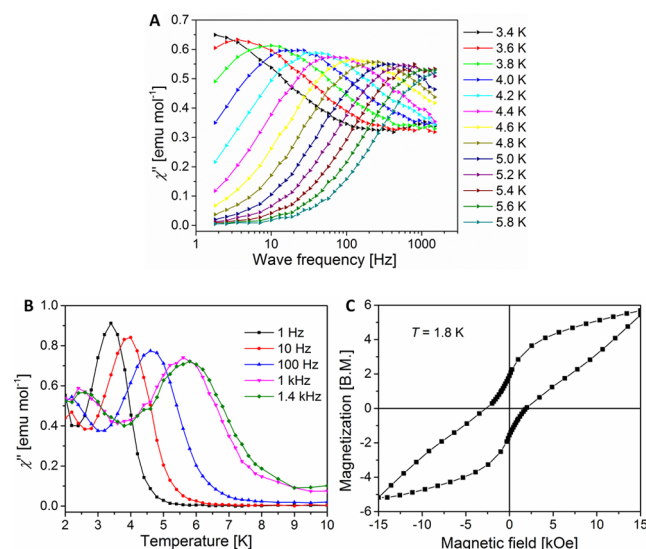 A
0.7
0.6
0.5
0.4
0.3
0.2
0.1
0.0
χ" [emu mol⁻¹]
1 10 100 1000
Wave frequency [Hz]
3.4 K
3.6 K
3.8 K
4.0 K
4.2 K
4.4 K
4.6 K
4.8 K
5.0 K
5.2 K
5.4 K
5.6 K
5.8 K
B
1.0
0.8
0.6
0.4
0.2
0.0
χ" [emu mol⁻¹]
2 3 4 5 6 7 8 9 10
Temperature [K]
1 Hz
10 Hz
100 Hz
1 kHz
1.4 kHz
C
6
4
2
0
-2
-4
-6
Magnetization [B.M.]
T = 1.8 K
-15 -10 -5 0 5 10 15
Magnetic field [kOe]